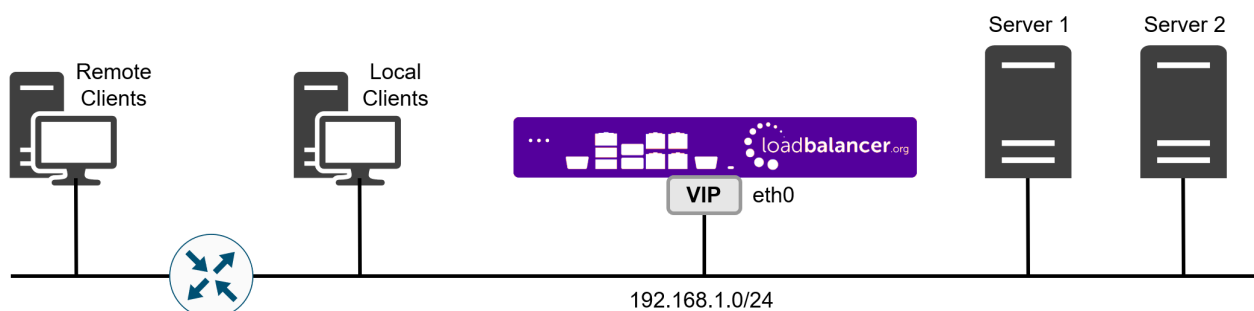 Server 1
Server 2
Remote
Clients
Local
Clients
loadbalancer.org
VIP
eth0
192.168.1.0/24